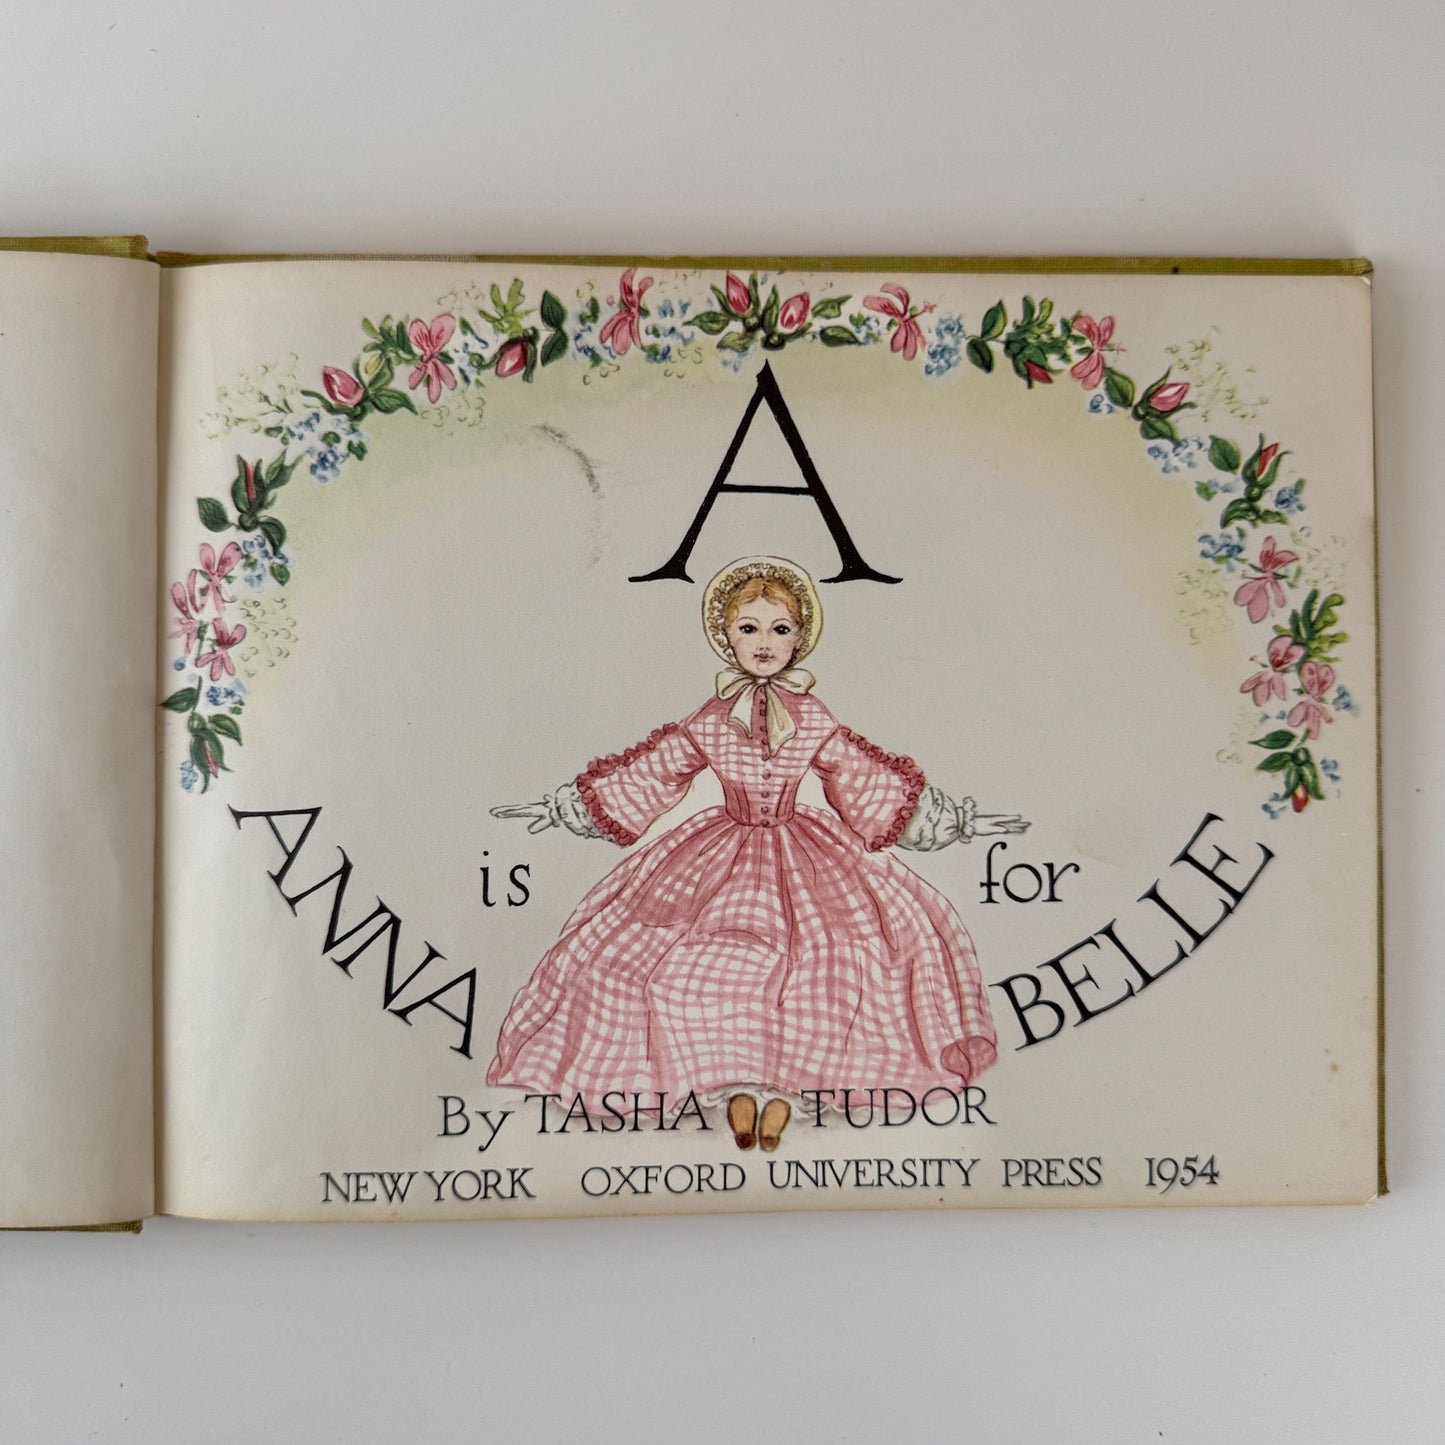 A
is for
ANNA BELLE
By TASHA TUDOR
NEW YORK OXFORD UNIVERSITY PRESS 1954